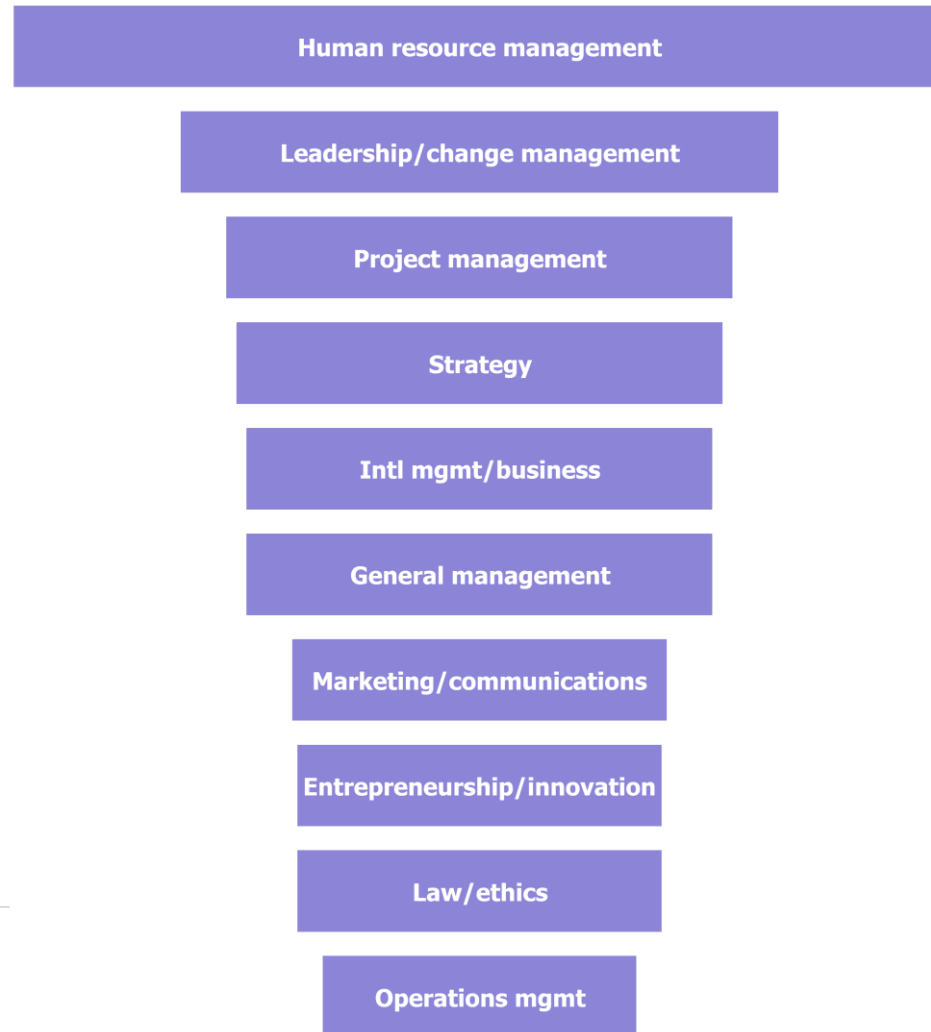 Human resource management
Leadership/change management
Project management
Strategy
Intl mgmt/business
General management
Marketing/communications
Entrepreneurship/innovation
Law/ethics
Operations mgmt